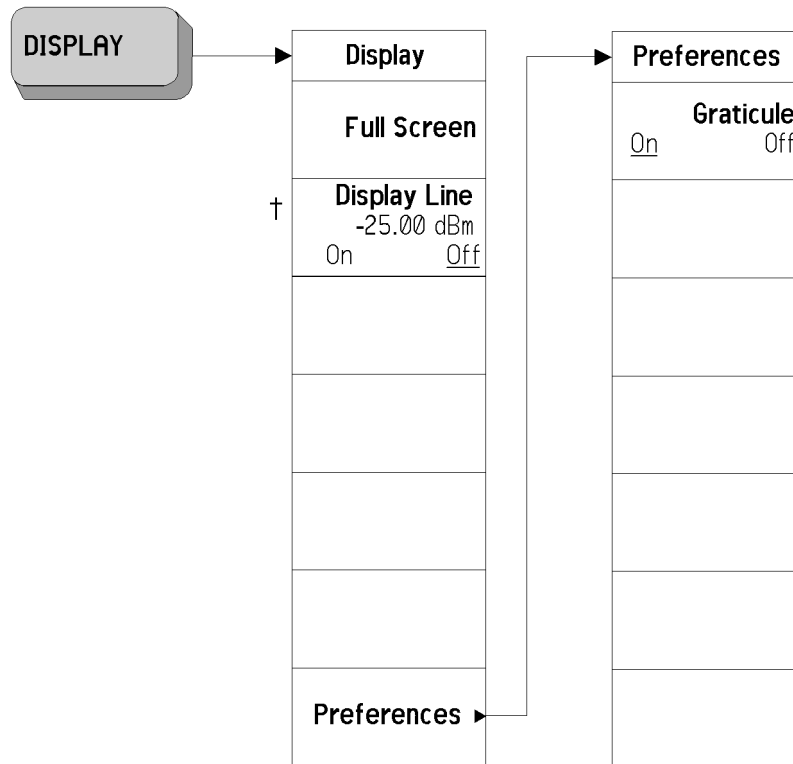 DISPLAY
Display
Full Screen
†
Display Line
-25.00 dBm
On Off
Preferences
Preferences
Graticule
On Off